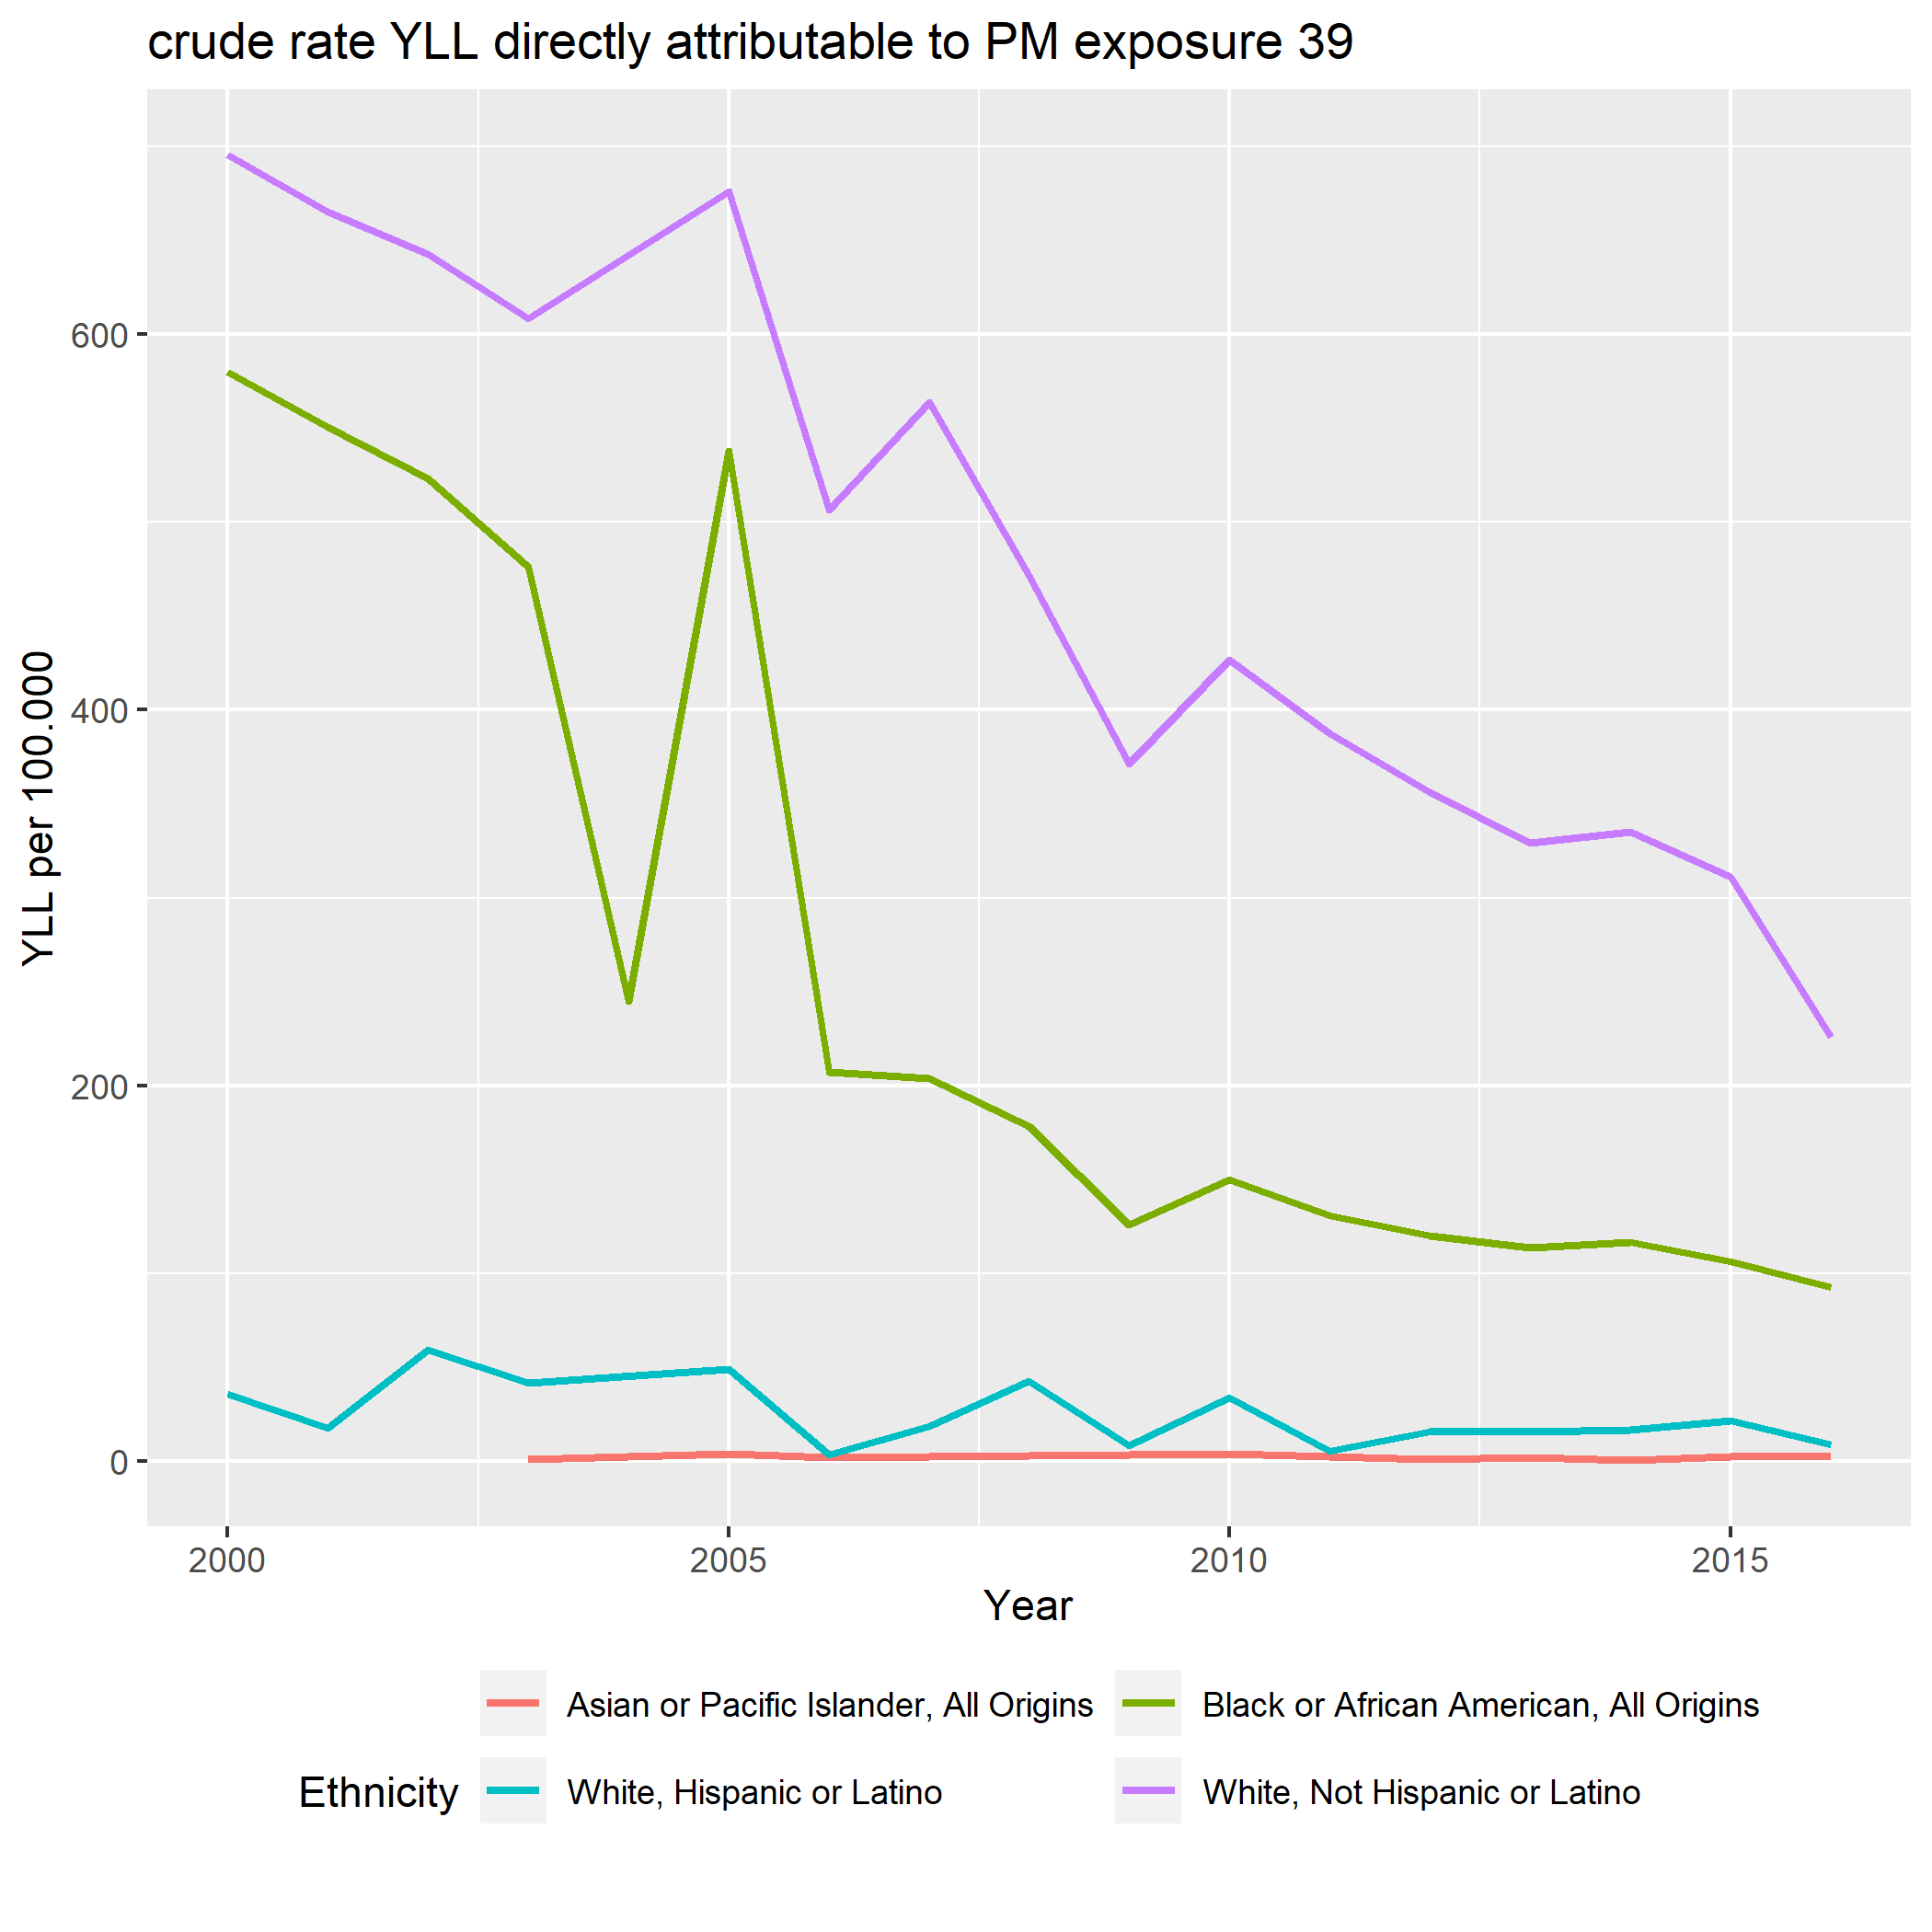 crude rate YLL directly attributable to PM exposure 39
YLL per 100.000
600
400
200
0
2000 2005 2010 2015
Year
Ethnicity
Asian or Pacific Islander, All Origins
Black or African American, All Origins
White, Hispanic or Latino
White, Not Hispanic or Latino